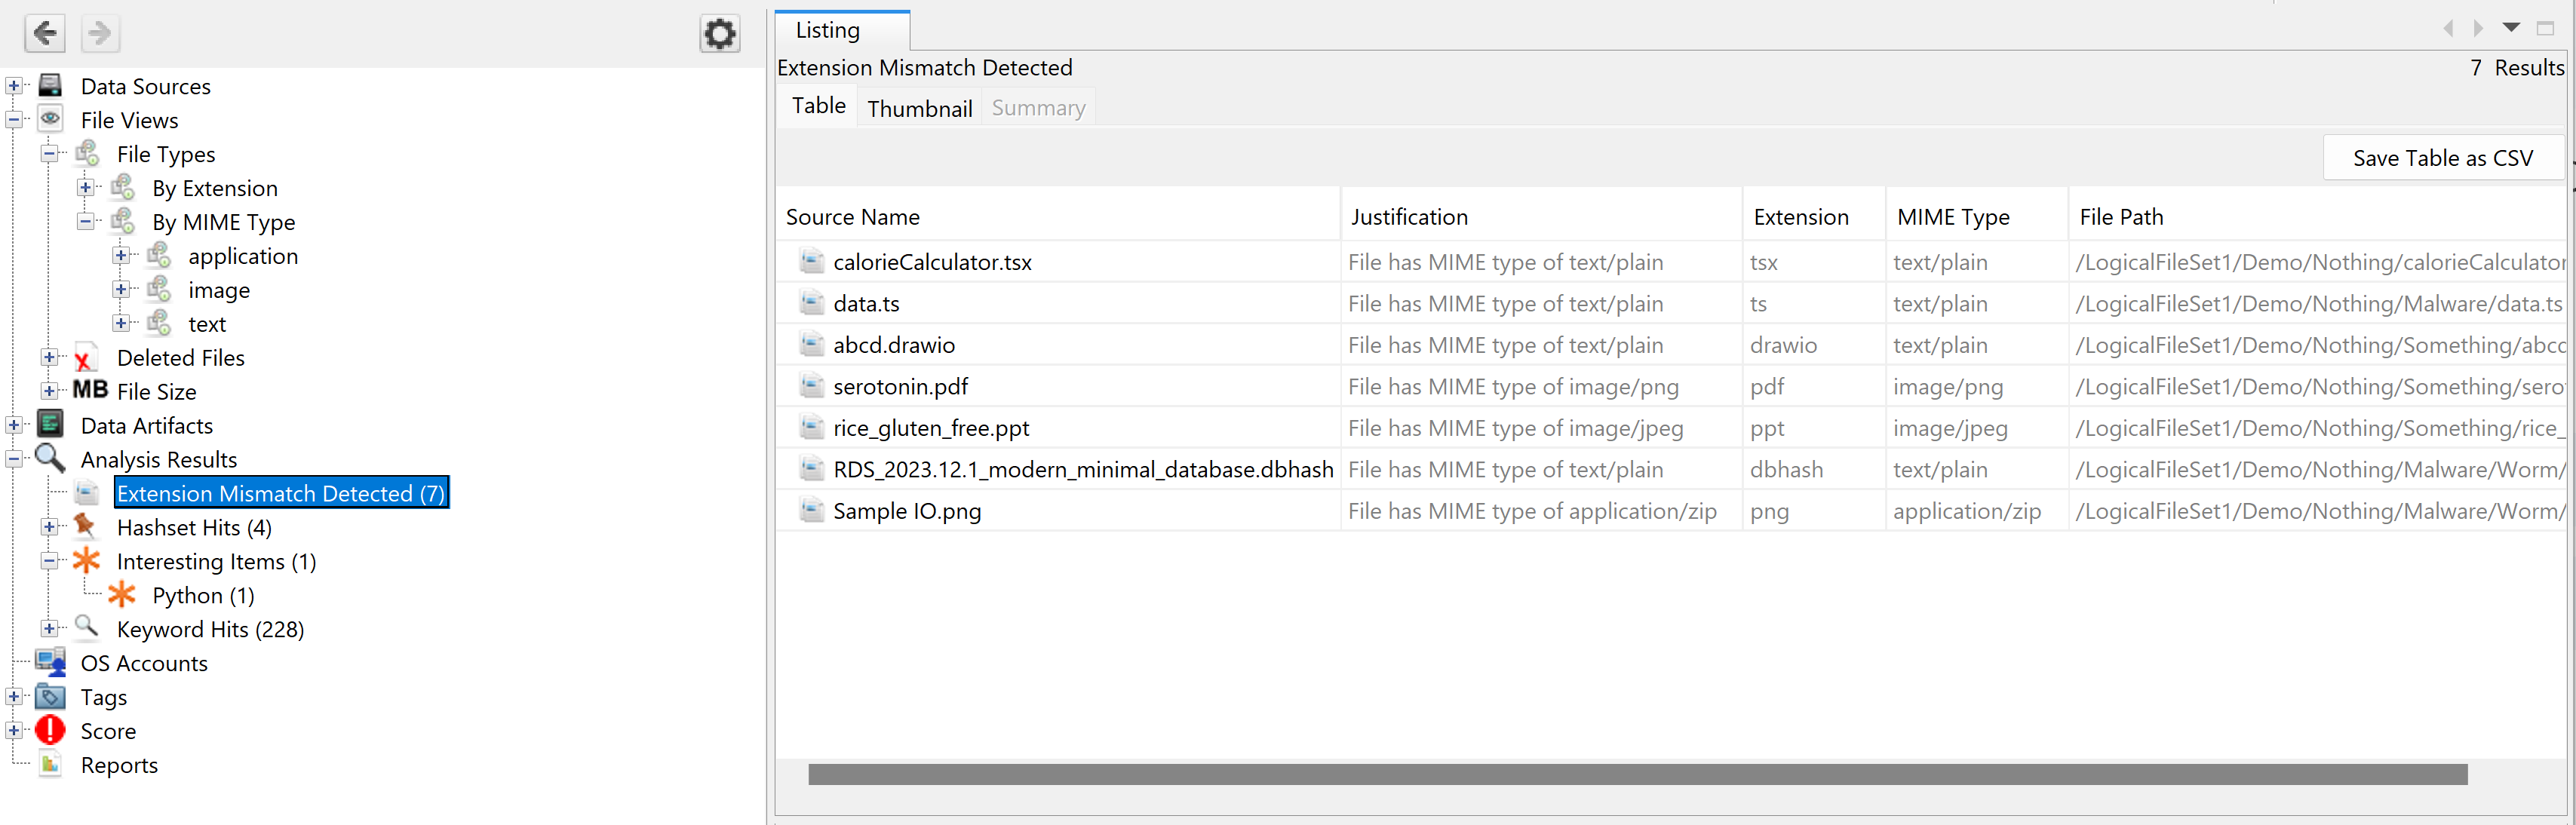 Data Sources
File Views
File Types
By Extension
By MIME Type
application
image
text
Deleted Files
MB File Size
Data Artifacts
Analysis Results
Extension Mismatch Detected (7)
Hashset Hits (4)
Interesting Items (1)
Python (1)
Keyword Hits (228)
OS Accounts
Tags
Score
Reports
Listing
Extension Mismatch Detected 7 Results
Table Thumbnail Summary
Save Table as CSV
Source Name Justification Extension MIME Type File Path
calorieCalculator.tsx File has MIME type of text/plain tsx text/plain /LogicalFileSet1/Demo/Nothing/calorieCalculator
data.ts File has MIME type of text/plain ts text/plain /LogicalFileSet1/Demo/Nothing/Malware/data.ts
abcd.drawio File has MIME type of text/plain drawio text/plain /LogicalFileSet1/Demo/Nothing/Something/abcd
serotonin.pdf File has MIME type of image/png pdf image/png /LogicalFileSet1/Demo/Nothing/Something/sero
rice_gluten_free.ppt File has MIME type of image/jpeg ppt image/jpeg /LogicalFileSet1/Demo/Nothing/Something/rice_
RDS_2023.12.1_modern_minimal_database.dbhash File has MIME type of text/plain dbhash text/plain /LogicalFileSet1/Demo/Nothing/Malware/Worm/
Sample IO.png File has MIME type of application/zip png application/zip /LogicalFileSet1/Demo/Nothing/Malware/Worm/